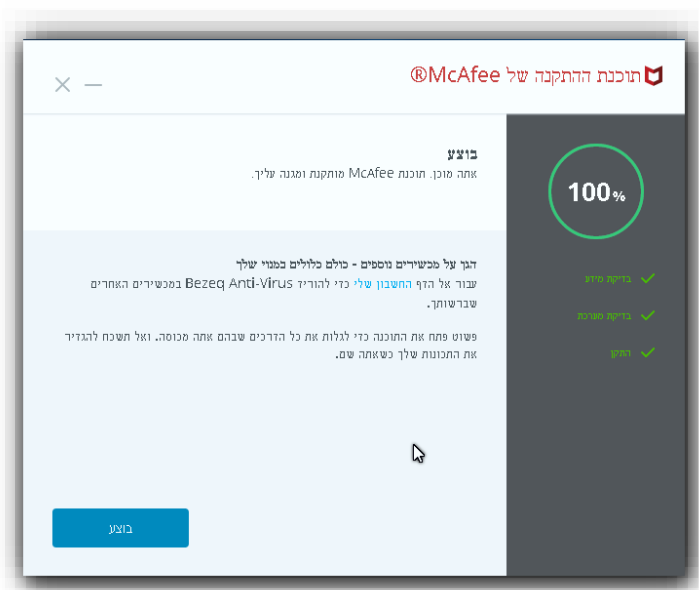 תוכנת ההתקנה של McAfee®
בוצע
אתה מוכן. תוכנת McAfee מותקנת ומגנה עליך.
100%
הגן על מכשירים נוספים - כולם כלולים במנוי שלך
עבור אל הדף החשבון שלי כדי להוריד Bezeq Anti-Virus במכשירים האחרים
שברשותך.
פשוט פתח את התוכנה כדי לגלות את כל הדרכים שבהם אתה מכוסה. ואל תשכח להגדיר
את התכונות שלך כשאתה שם.
בדיקת מידע
בדיקת מערכת
התקן
בוצע